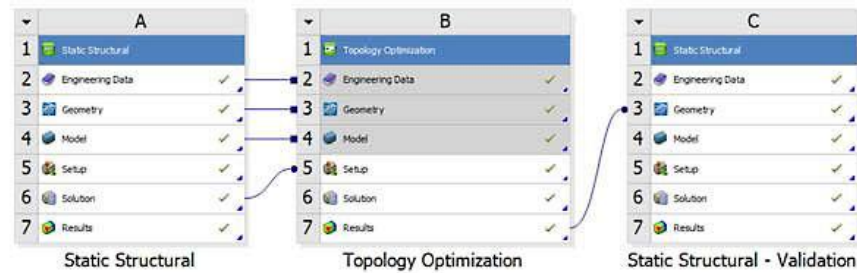 A
1 Static Structural
2 Engineering Data
3 Geometry
4 Model
5 Setup
6 Solution
7 Results
Static Structural
B
1 Topology Optimization
2 Engineering Data
3 Geometry
4 Model
5 Setup
6 Solution
7 Results
Topology Optimization
C
1 Static Structural
2 Engineering Data
3 Geometry
4 Model
5 Setup
6 Solution
7 Results
Static Structural - Validation